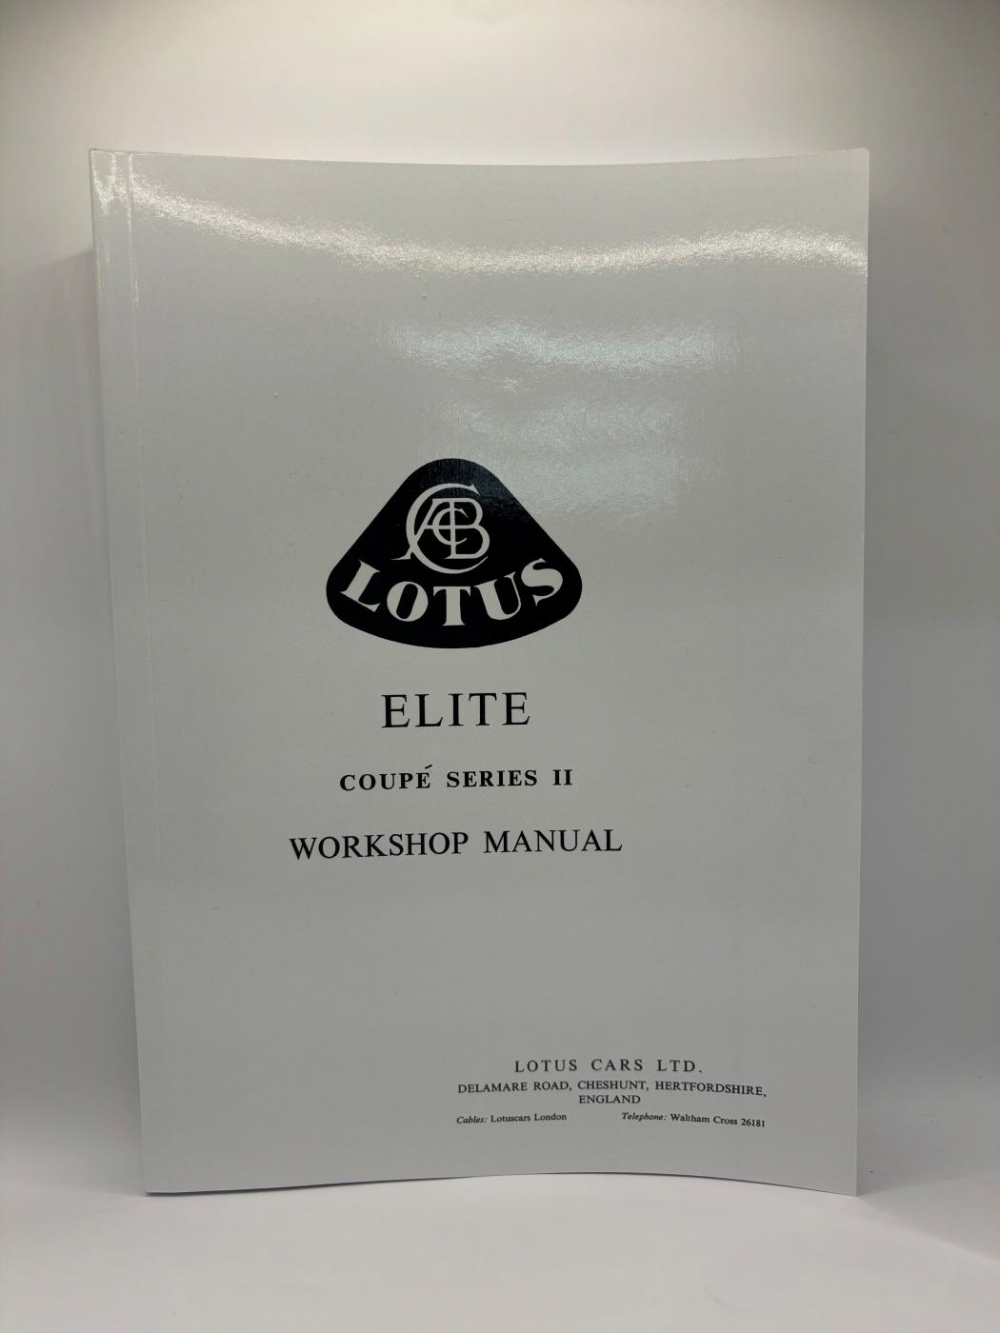 ACBC
LOTUS
ELITE
COUPÉ SERIES II
WORKSHOP MANUAL
LOTUS CARS LTD.
DELAMARE ROAD, CHESHUNT, HERTFORDSHIRE,
ENGLAND
Cables: Lotuscars London Telephone: Waltham Cross 26181